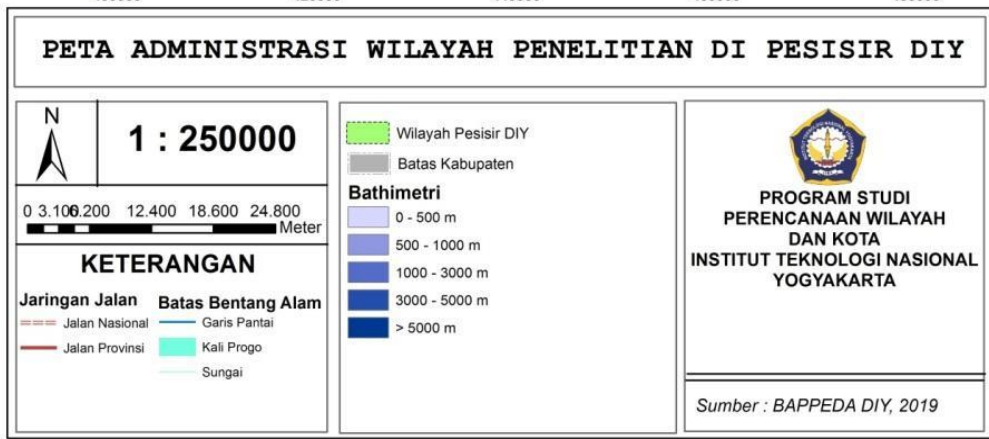 PETA ADMINISTRASI WILAYAH PENELITIAN DI PESISIR DIY
N
1 : 250000
0 3.100 6.200 12.400 18.600 24.800
Meter
KETERANGAN
Jaringan Jalan
Jalan Nasional
Jalan Provinsi
Batas Bentang Alam
Garis Pantai
Kali Progo
Sungai
Wilayah Pesisir DIY
Batas Kabupaten
Bathimetri
0 - 500 m
500 - 1000 m
1000 - 3000 m
3000 - 5000 m
> 5000 m
PROGRAM STUDI
PERENCANAAN WILAYAH
DAN KOTA
INSTITUT TEKNOLOGI NASIONAL
YOGYAKARTA
Sumber : BAPPEDA DIY, 2019